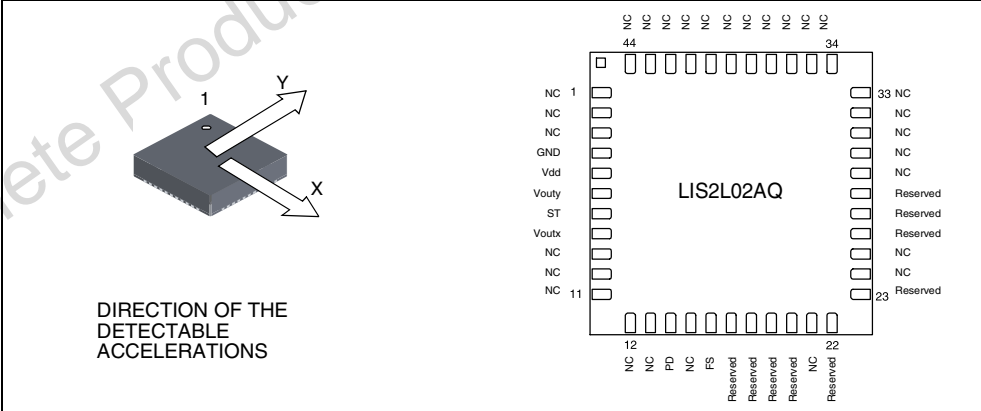 ete Produ
NC NC NC NC NC NC NC NC NC NC
44 34
1
Y
X
DIRECTION OF THE
DETECTABLE
ACCELERATIONS
NC 1
NC
NC
GND
Vdd
Vouty
ST
Voutx
NC
NC
NC 11
LIS2L02AQ
33 NC
NC
NC
NC
NC
Reserved
Reserved
Reserved
NC
NC
23 Reserved
12 22
NC NC PD NC FS Reserved Reserved Reserved Reserved NC Reserved